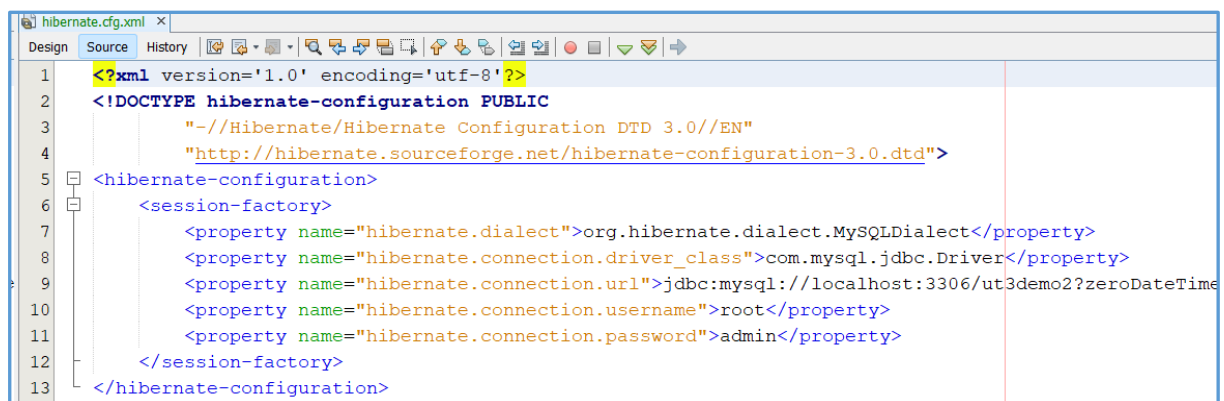 hibernate.cfg.xml ×
Design Source History
1 <?xml version='1.0' encoding='utf-8'?>
2 <!DOCTYPE hibernate-configuration PUBLIC
3 "-//Hibernate/Hibernate Configuration DTD 3.0//EN"
4 "http://hibernate.sourceforge.net/hibernate-configuration-3.0.dtd">
5 <hibernate-configuration>
6 <session-factory>
7 <property name="hibernate.dialect">org.hibernate.dialect.MySQLDialect</property>
8 <property name="hibernate.connection.driver_class">com.mysql.jdbc.Driver</property>
9 <property name="hibernate.connection.url">jdbc:mysql://localhost:3306/ut3demo2?zeroDateTime
10 <property name="hibernate.connection.username">root</property>
11 <property name="hibernate.connection.password">admin</property>
12 </session-factory>
13 </hibernate-configuration>